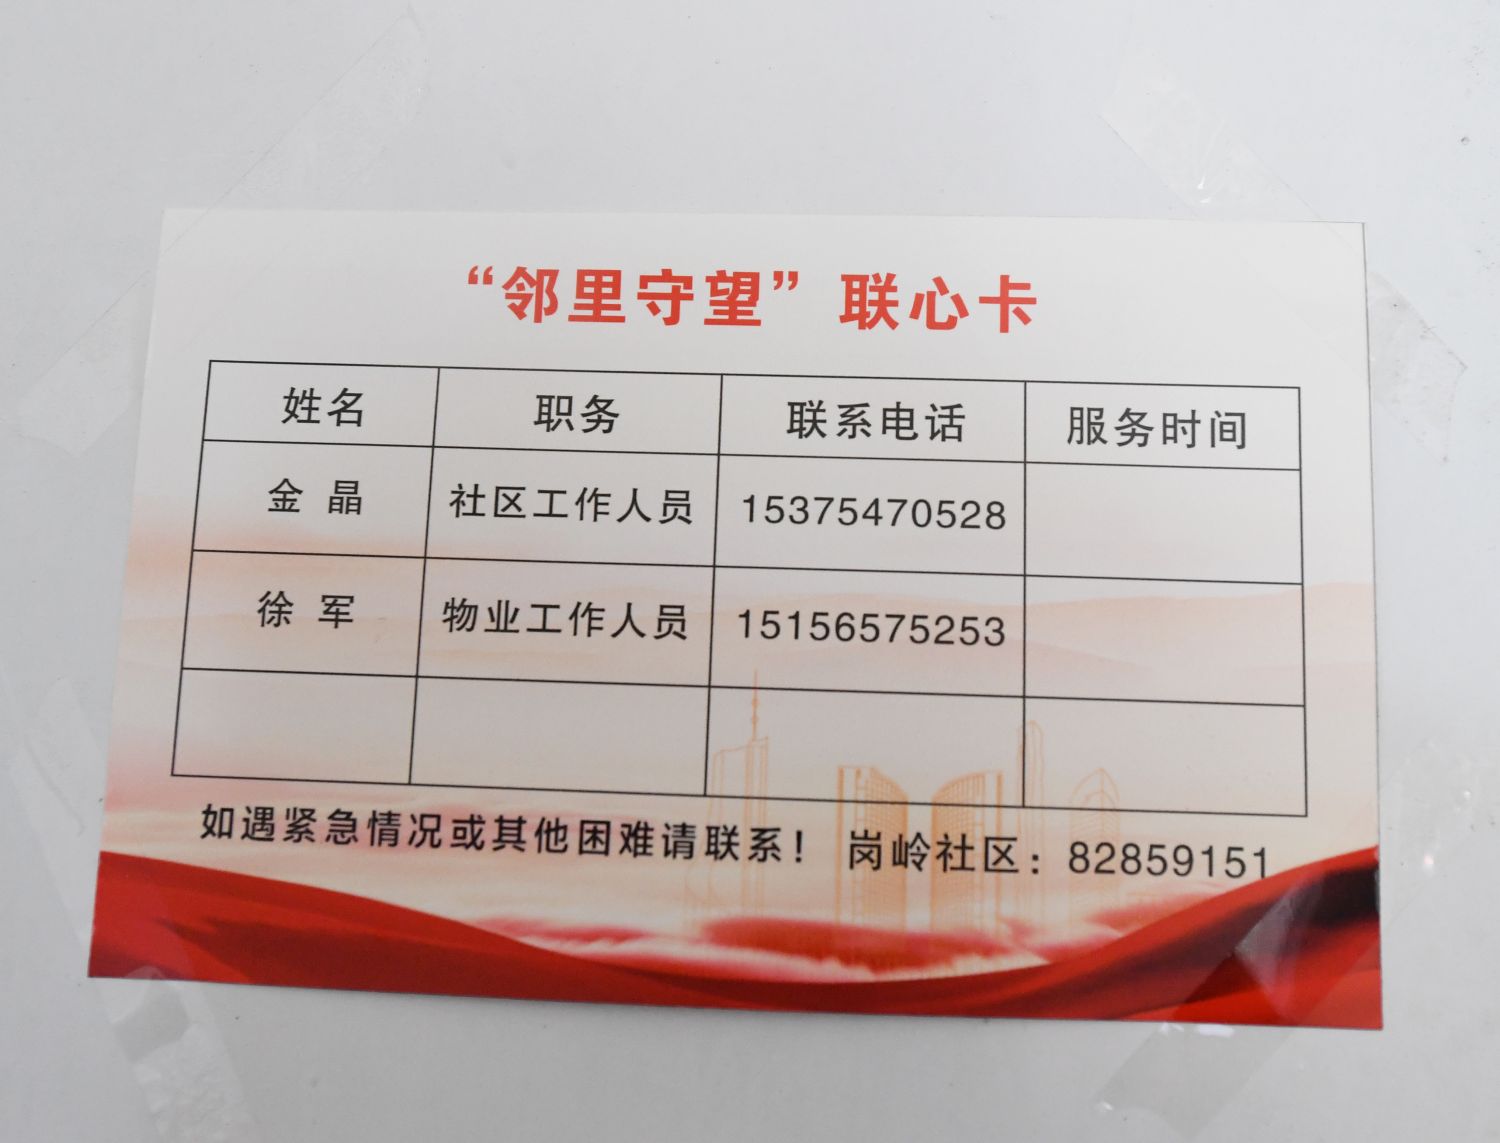 “邻里守望”联心卡
姓名 职务 联系电话 服务时间
金 晶 社区工作人员 15375470528
徐 军 物业工作人员 15156575253
如遇紧急情况或其他困难请联系！ 岗岭社区：82859151